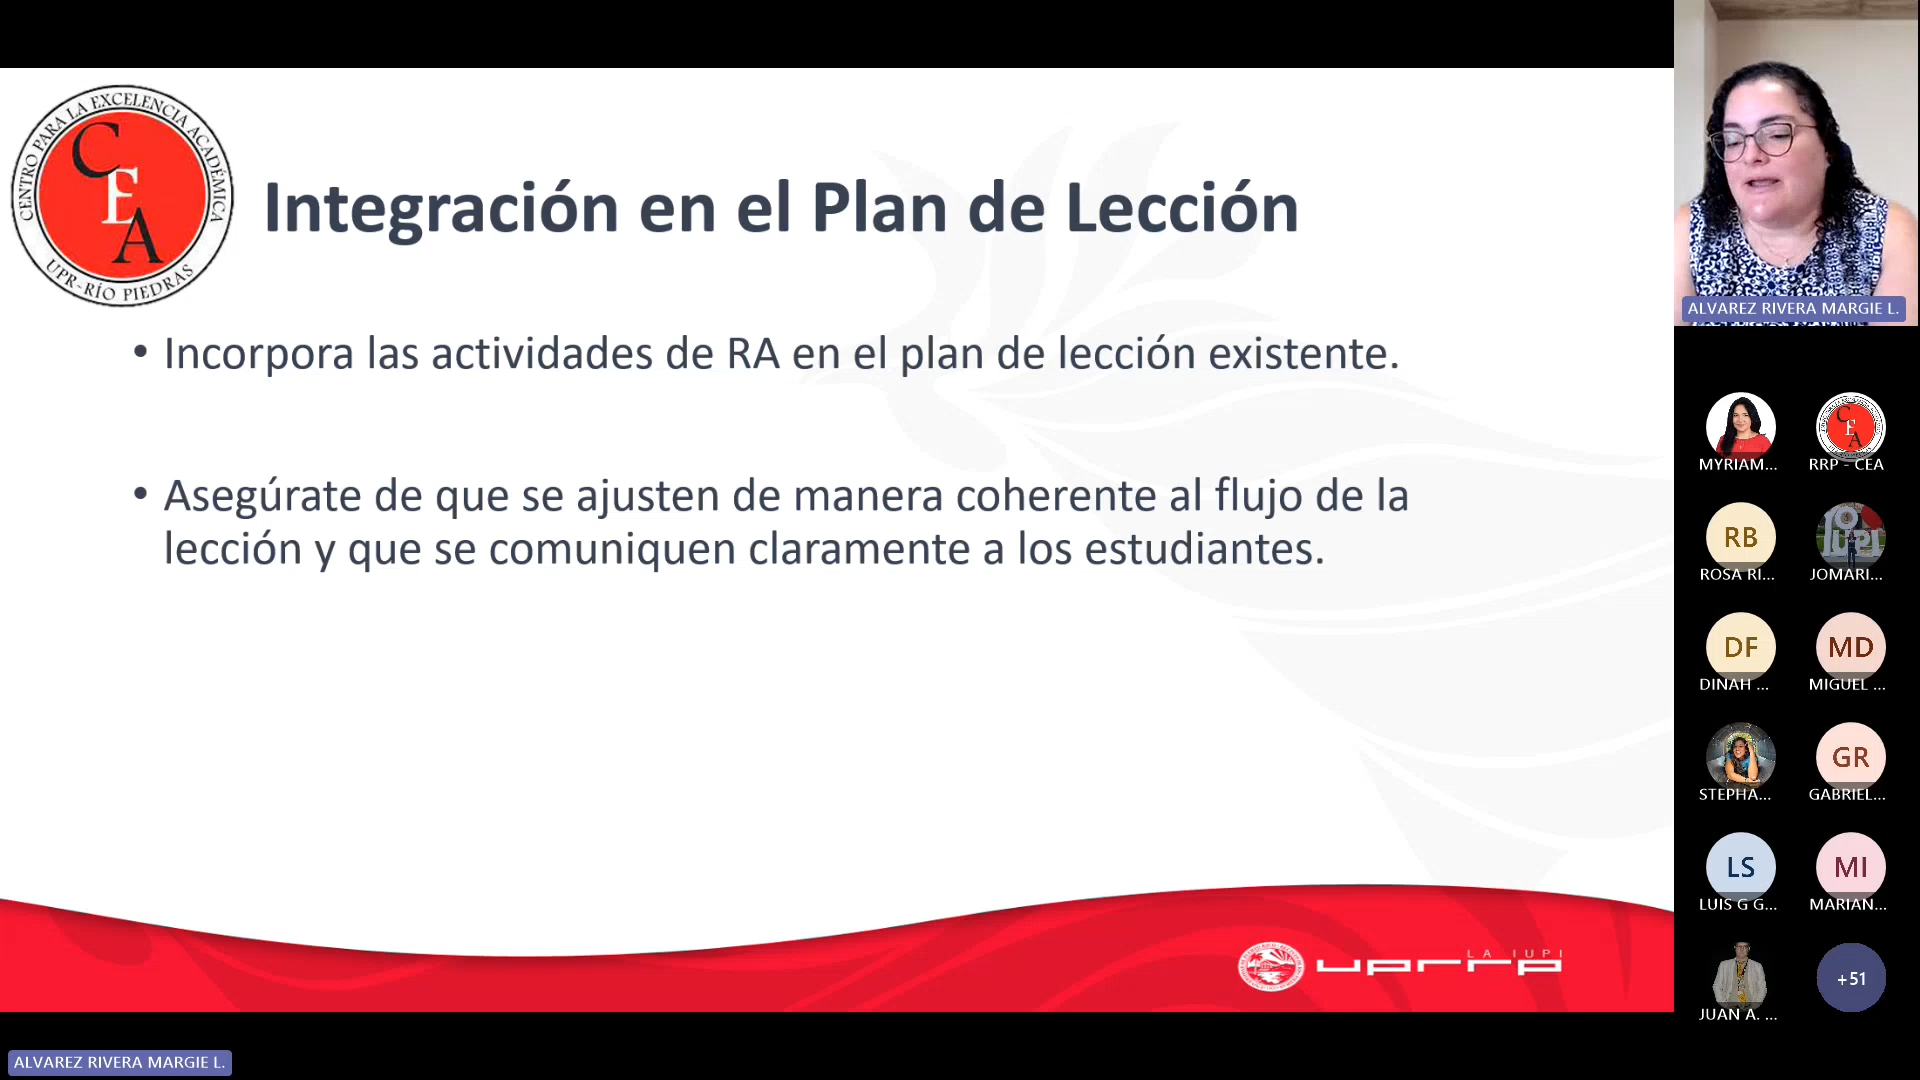 CENTRO PARA LA EXCELENCIA ACADÉMICA
CEA
UPR-RÍO PIEDRAS
Integración en el Plan de Lección
• Incorpora las actividades de RA en el plan de lección existente.
• Asegúrate de que se ajusten de manera coherente al flujo de la
lección y que se comuniquen claramente a los estudiantes.
LA IUPI
uprrp
ALVAREZ RIVERA MARGIE L.
ALVAREZ RIVERA MARGIE L.
MYRIAM...
CEA
RRP - CEA
RB
ROSA RI...
IUPI
JOMARI...
DF
DINAH ...
MD
MIGUEL ...
STEPHA...
GR
GABRIEL...
LS
LUIS G G...
MI
MARIAN...
JUAN A. ...
+51